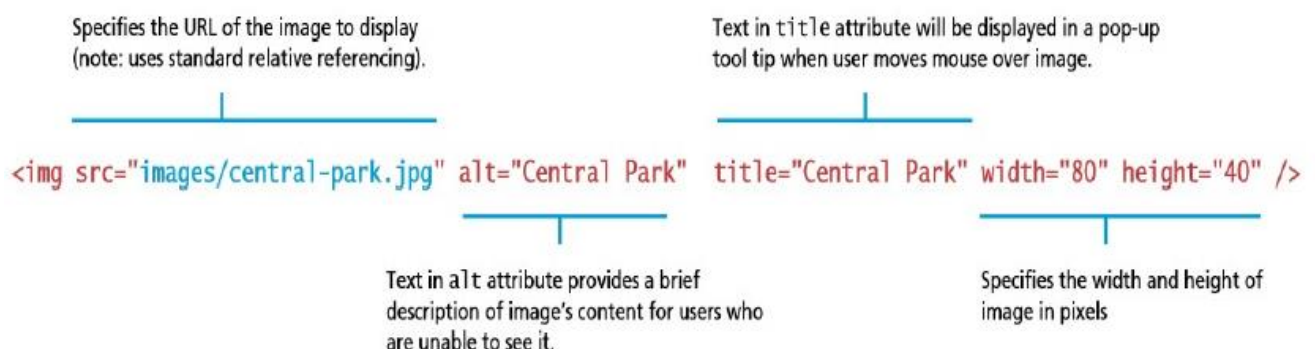 Specifies the URL of the image to display
(note: uses standard relative referencing).
Text in title attribute will be displayed in a pop-up
tool tip when user moves mouse over image.
<img src="images/central-park.jpg" alt="Central Park" title="Central Park" width="80" height="40" />
Text in alt attribute provides a brief
description of image's content for users who
are unable to see it.
Specifies the width and height of
image in pixels